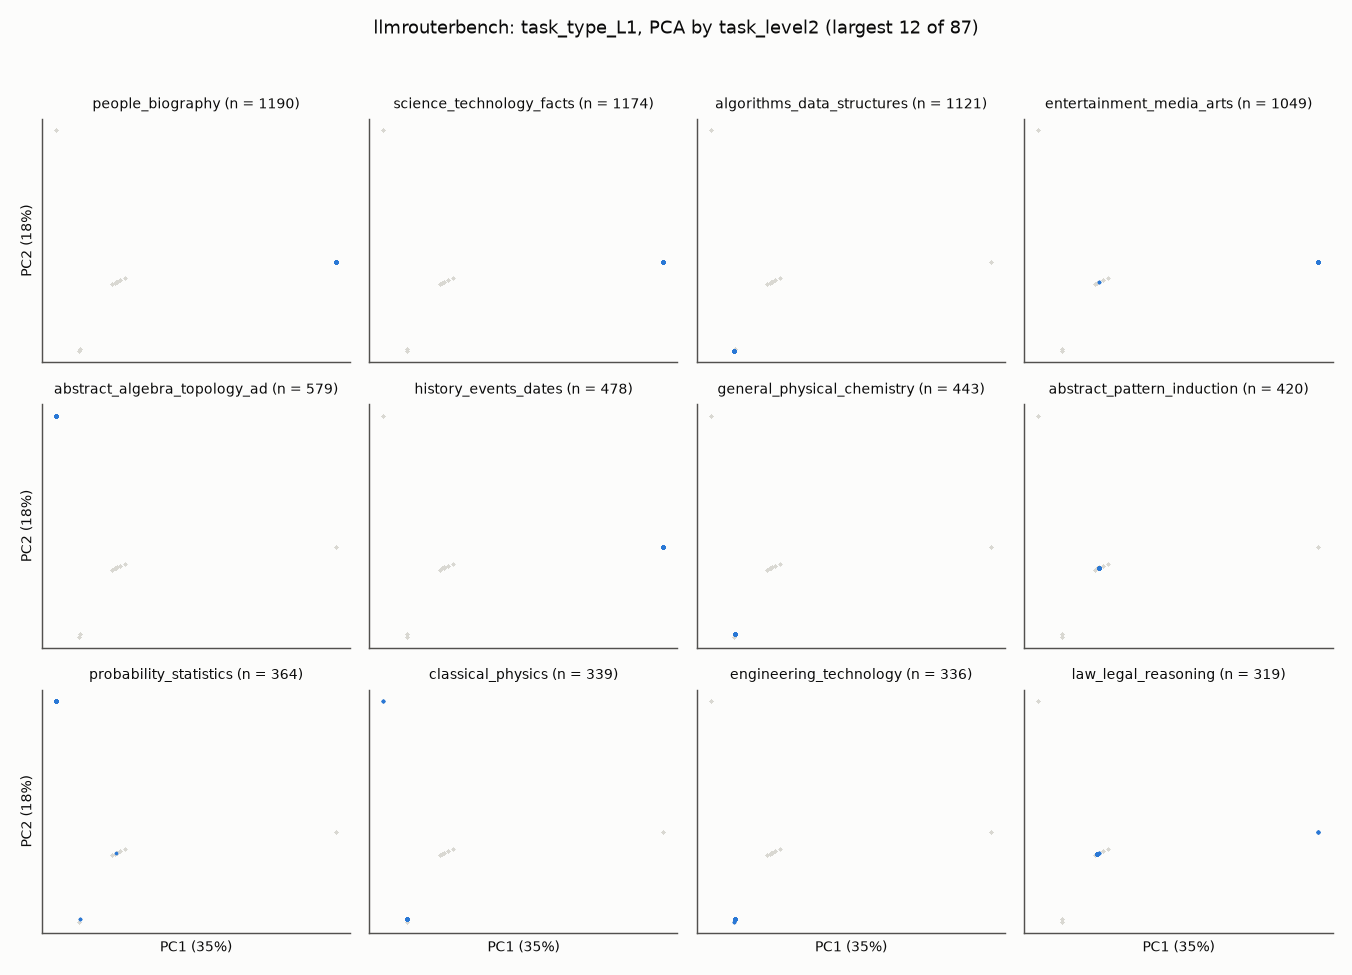 llmrouterbench: task_type_L1, PCA by task_level2 (largest 12 of 87)
people_biography (n = 1190)
science_technology_facts (n = 1174)
algorithms_data_structures (n = 1121)
entertainment_media_arts (n = 1049)
PC2 (18%)
abstract_algebra_topology_ad (n = 579)
history_events_dates (n = 478)
general_physical_chemistry (n = 443)
abstract_pattern_induction (n = 420)
PC2 (18%)
probability_statistics (n = 364)
classical_physics (n = 339)
engineering_technology (n = 336)
law_legal_reasoning (n = 319)
PC2 (18%)
PC1 (35%)
PC1 (35%)
PC1 (35%)
PC1 (35%)